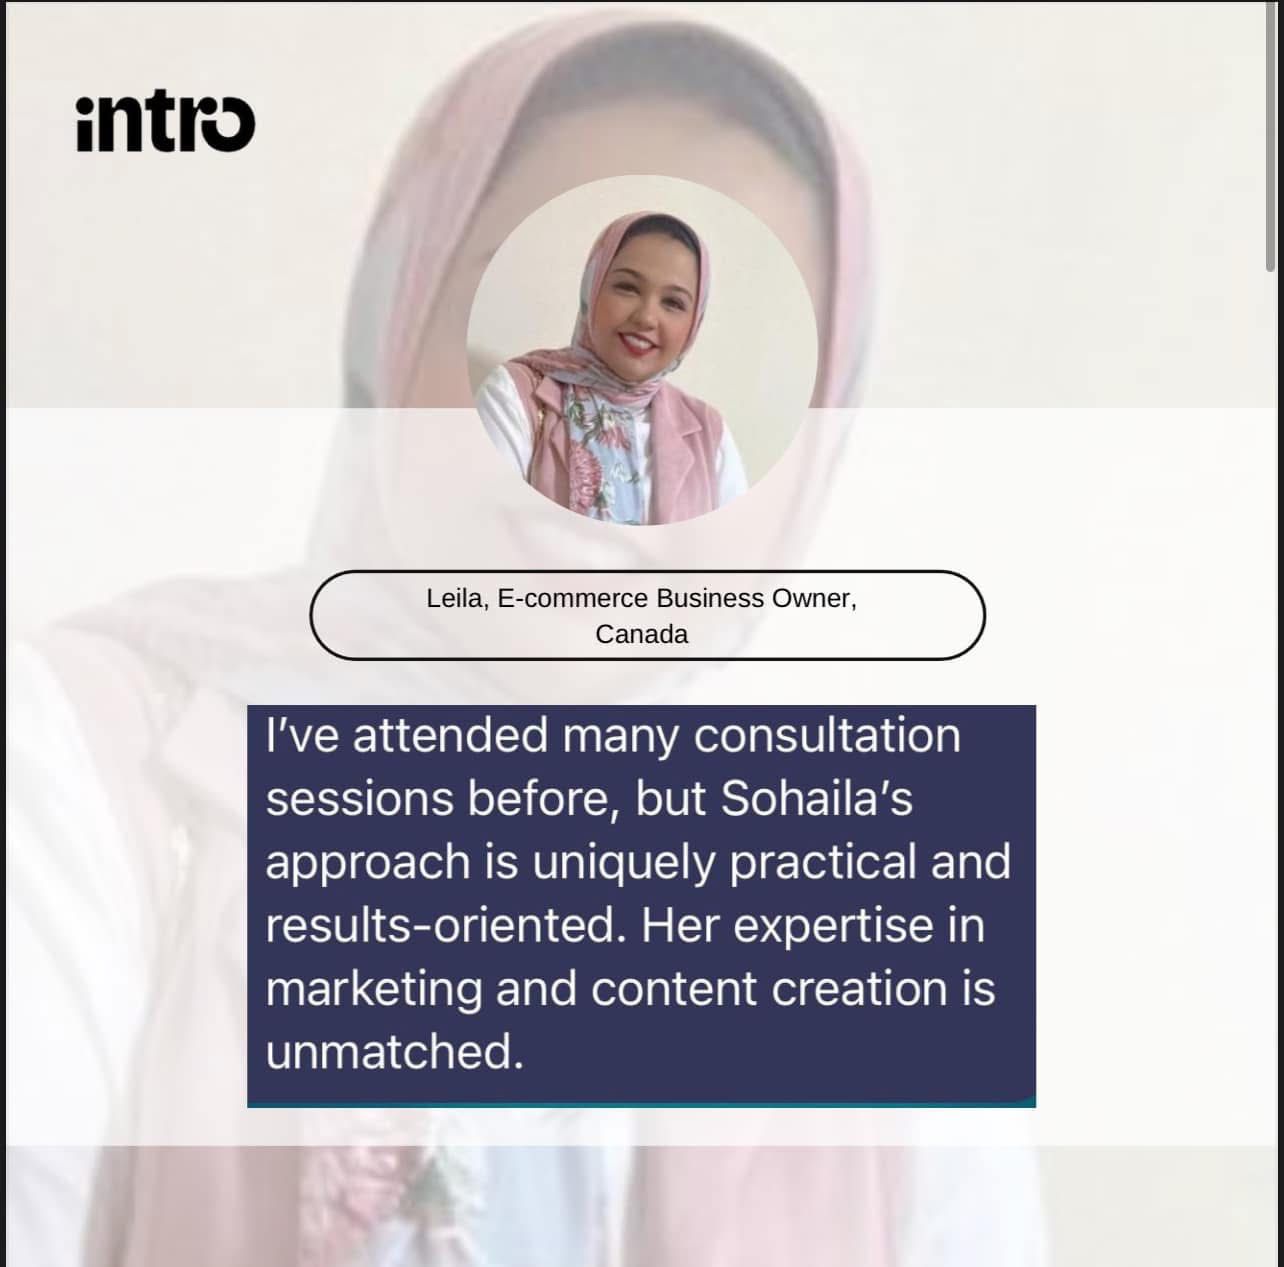 intro
Leila, E-commerce Business Owner,
Canada
I’ve attended many consultation
sessions before, but Sohaila’s
approach is uniquely practical and
results-oriented. Her expertise in
marketing and content creation is
unmatched.